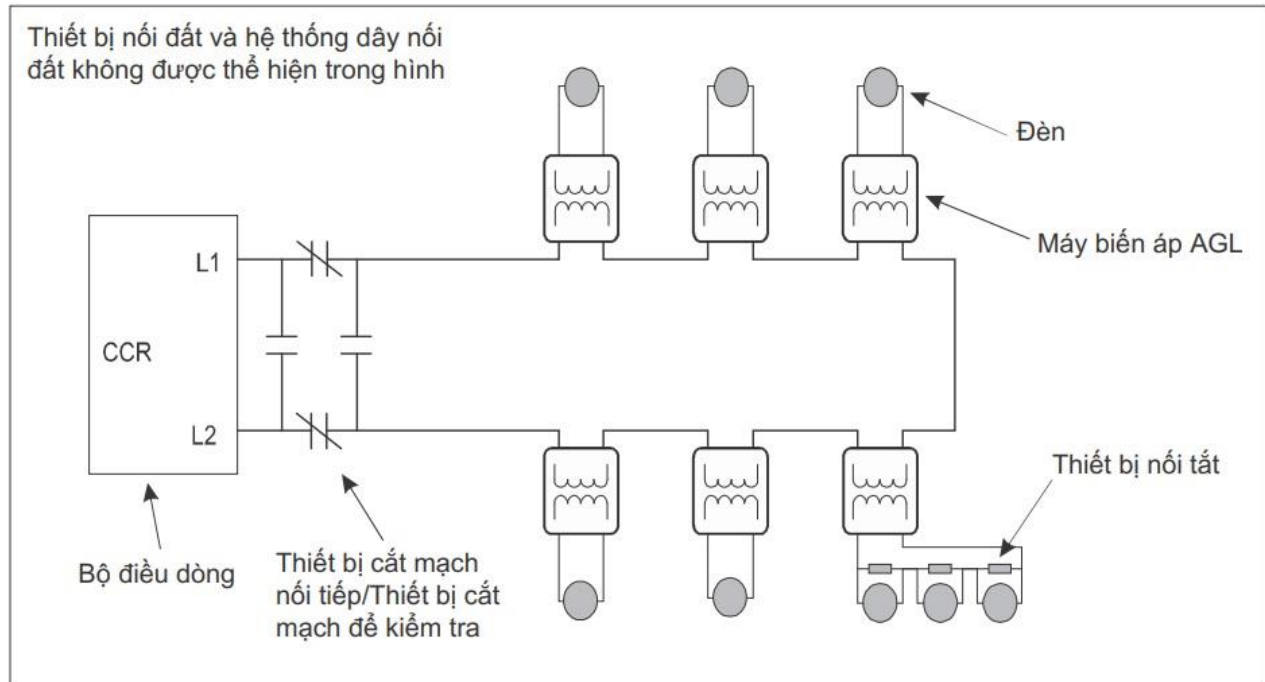 Thiết bị nối đất và hệ thống dây nối
đất không được thể hiện trong hình
Đèn
Máy biến áp AGL
L1
CCR
L2
Thiết bị nối tắt
Bộ điều dòng
Thiết bị cắt mạch
nối tiếp/Thiết bị cắt
mạch để kiểm tra